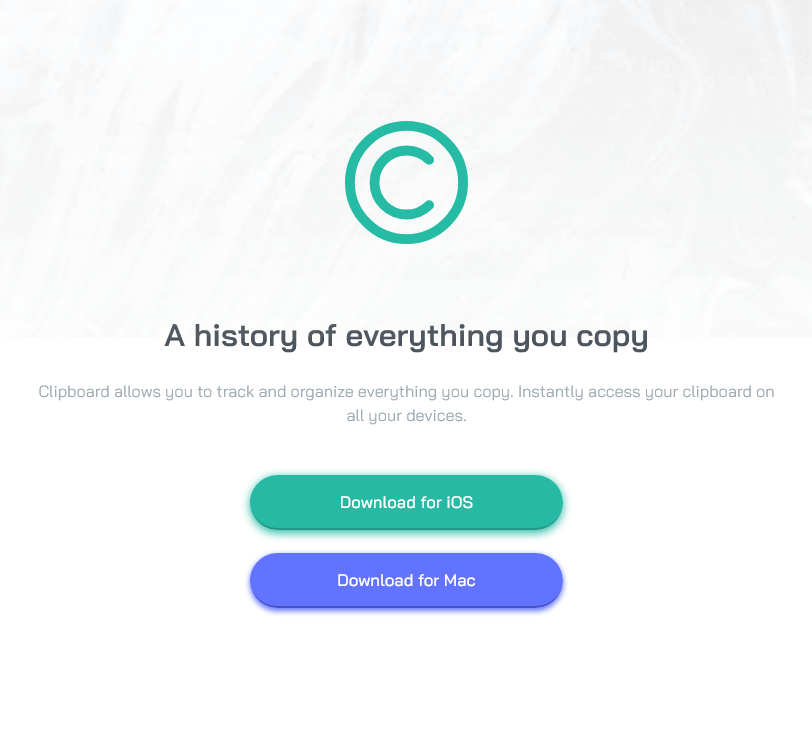 A history of everything you copy
Clipboard allows you to track and organize everything you copy. Instantly access your clipboard on
all your devices.
Download for iOS
Download for Mac